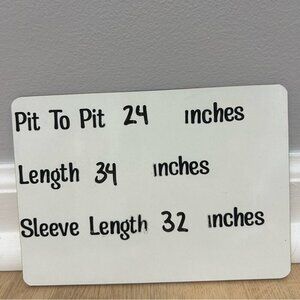 Pit To Pit 24 inches
Length 34 inches
Sleeve Length 32 inches